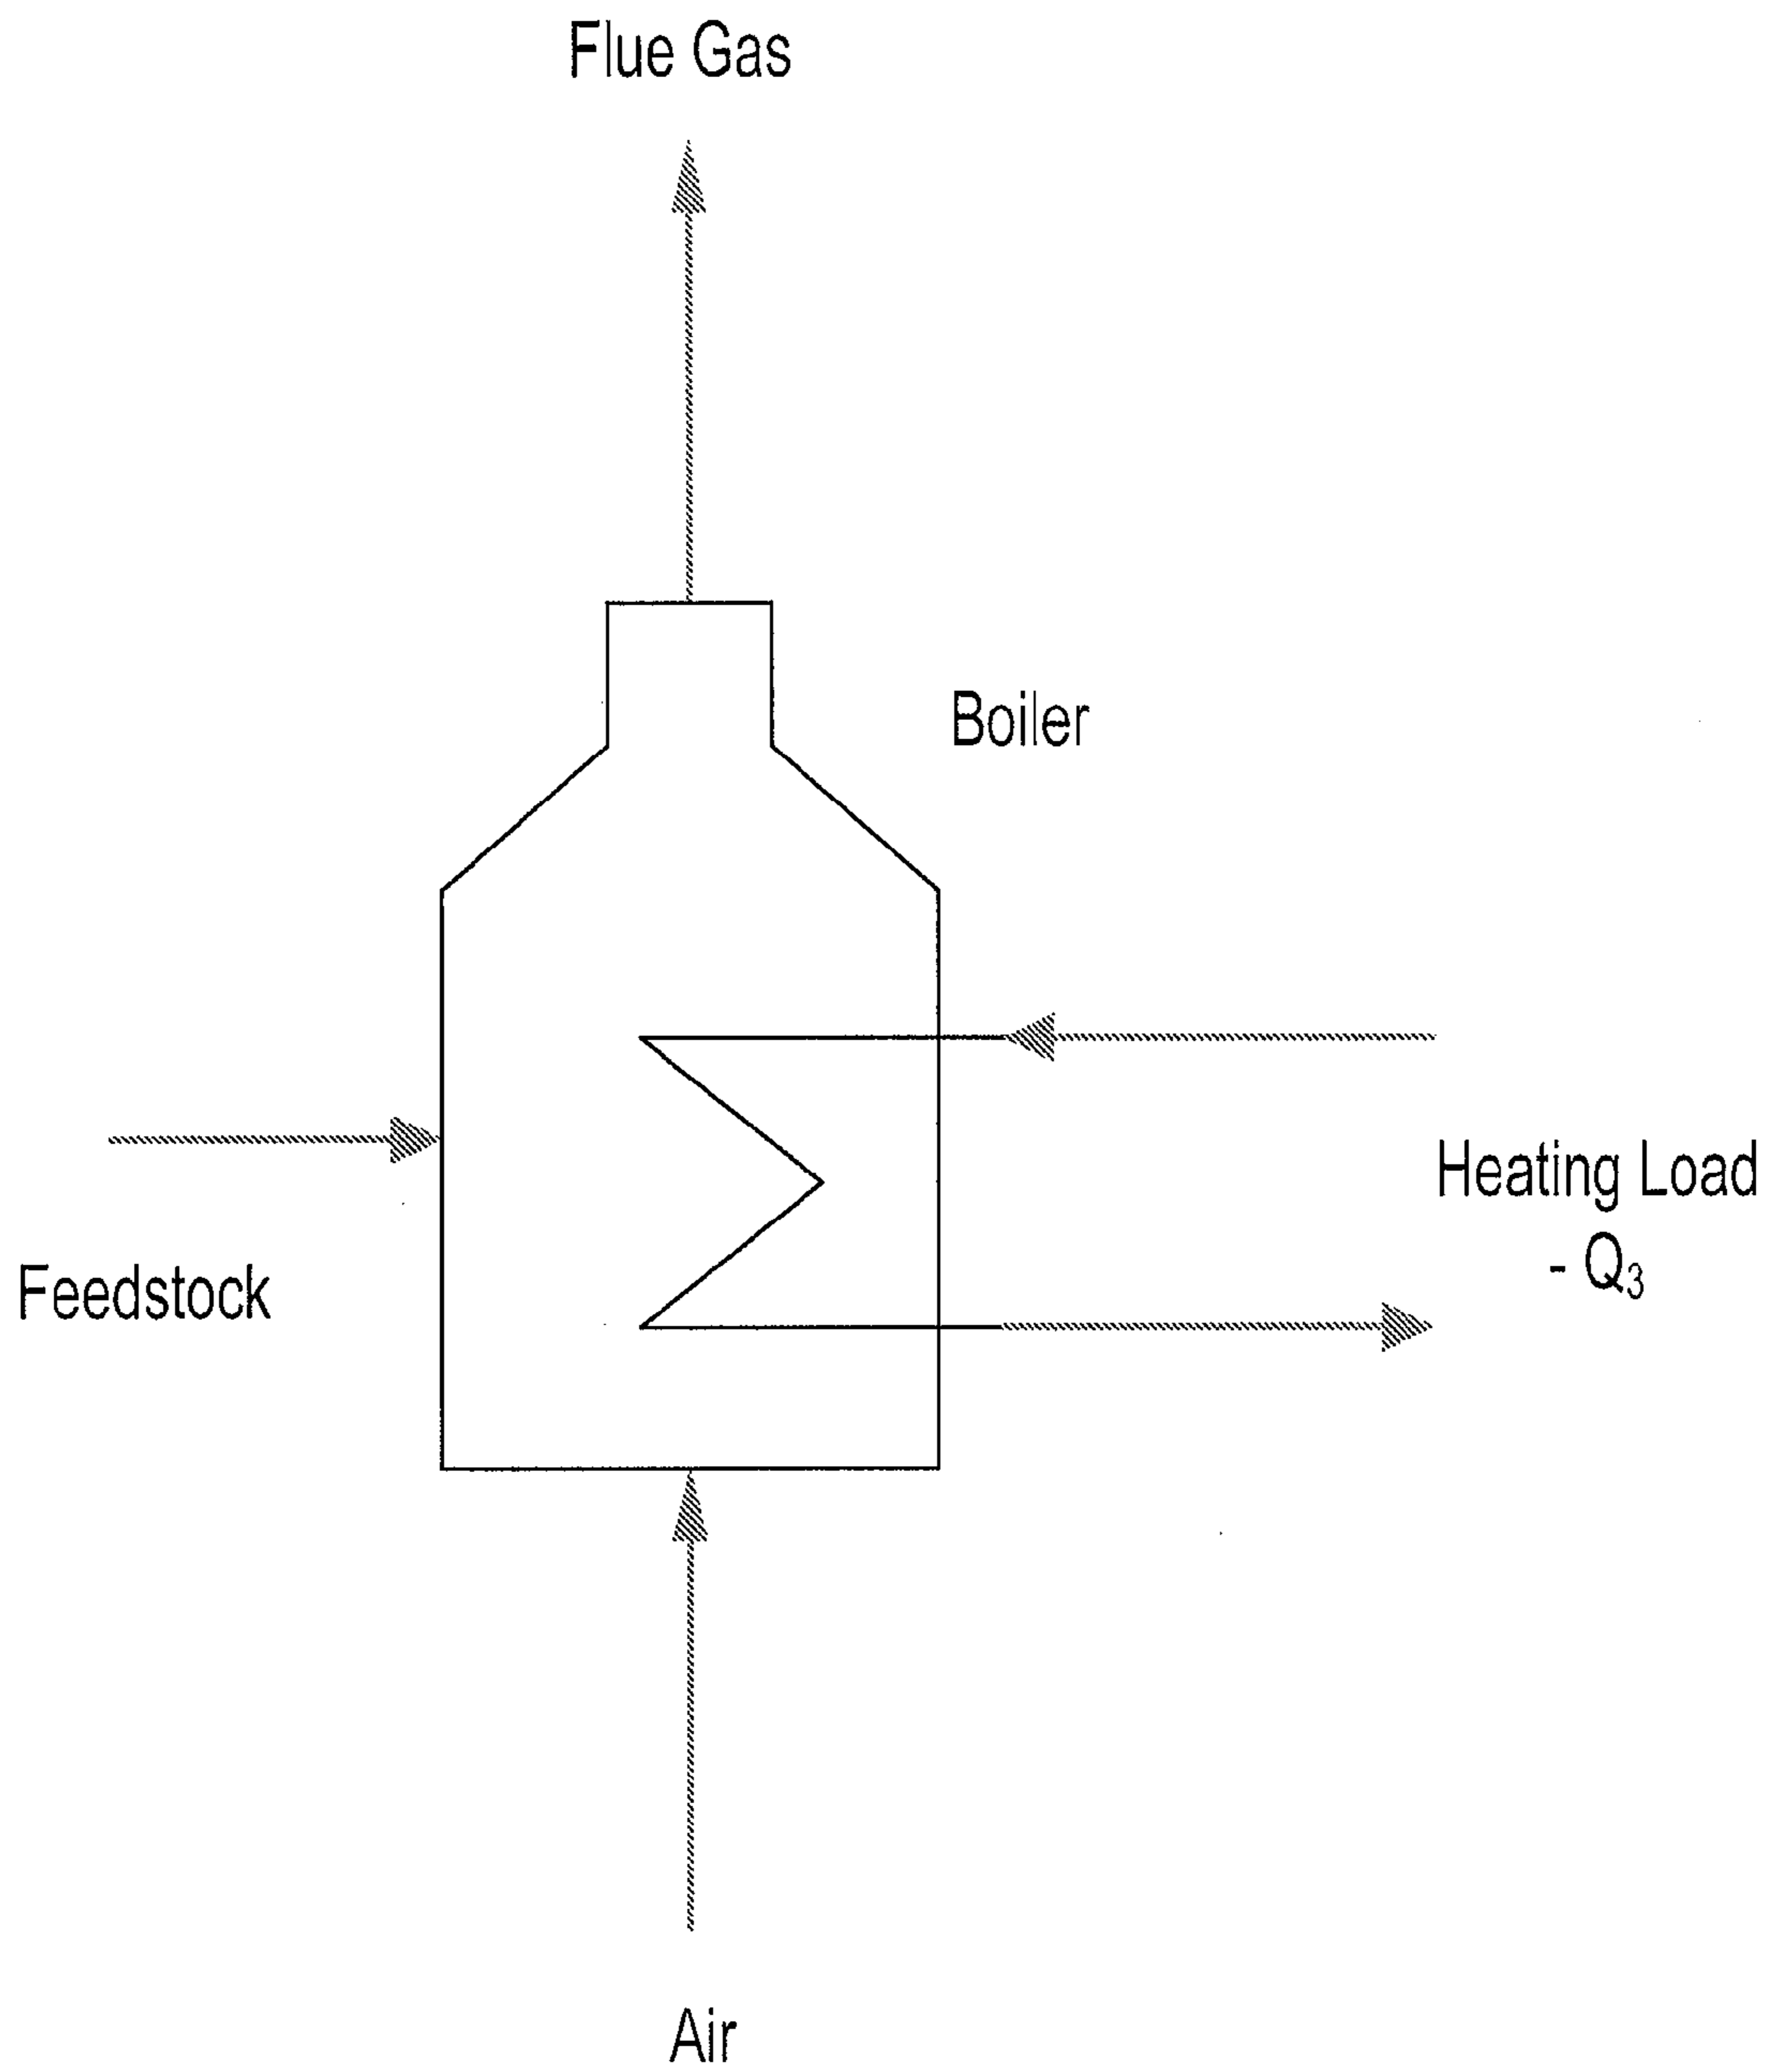 Flue Gas
Boiler
Heating Load
- Q₃
Feedstock
Air